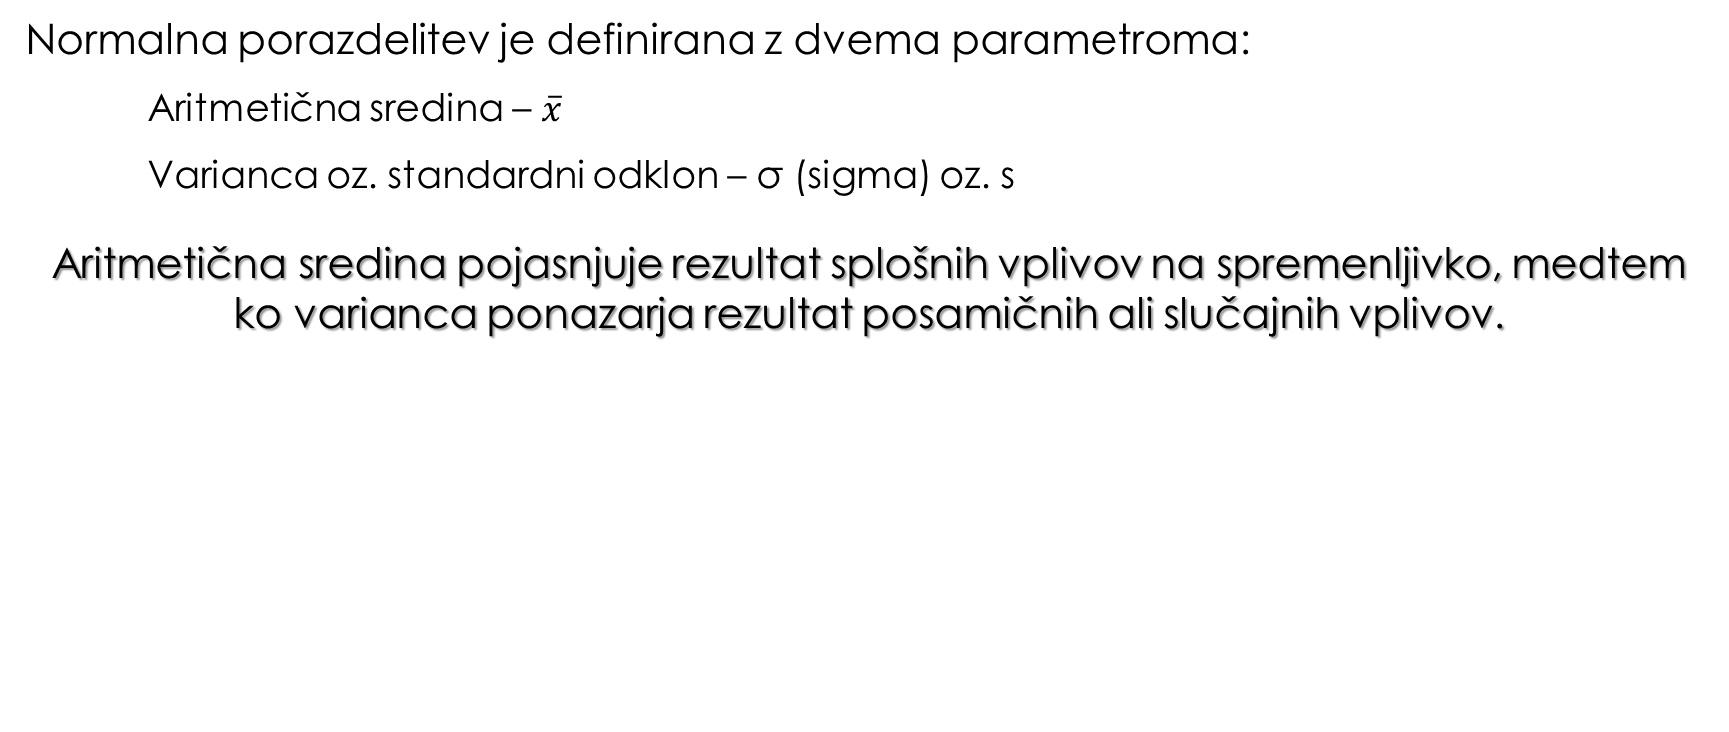 Normalna porazdelitev je definirana z dvema parametroma:
Aritmetična sredina – x̄
Varianca oz. standardni odklon – σ (sigma) oz. s
Aritmetična sredina pojasnjuje rezultat splošnih vplivov na spremenljivko, medtem
ko varianca ponazarja rezultat posamičnih ali slučajnih vplivov.